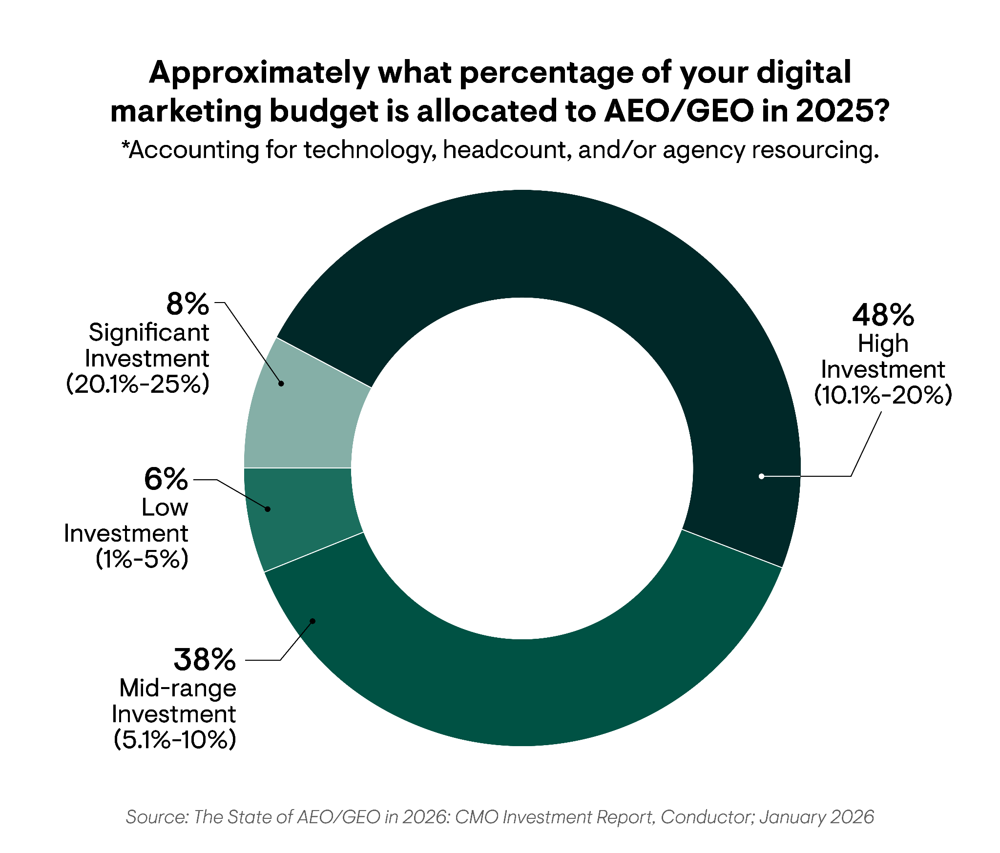 Approximately what percentage of your digital
marketing budget is allocated to AEO/GEO in 2025?
*Accounting for technology, headcount, and/or agency resourcing.
8%
Significant
Investment
(20.1%-25%)
48%
High
Investment
(10.1%-20%)
6%
Low
Investment
(1%-5%)
38%
Mid-range
Investment
(5.1%-10%)
Source: The State of AEO/GEO in 2026: CMO Investment Report, Conductor; January 2026